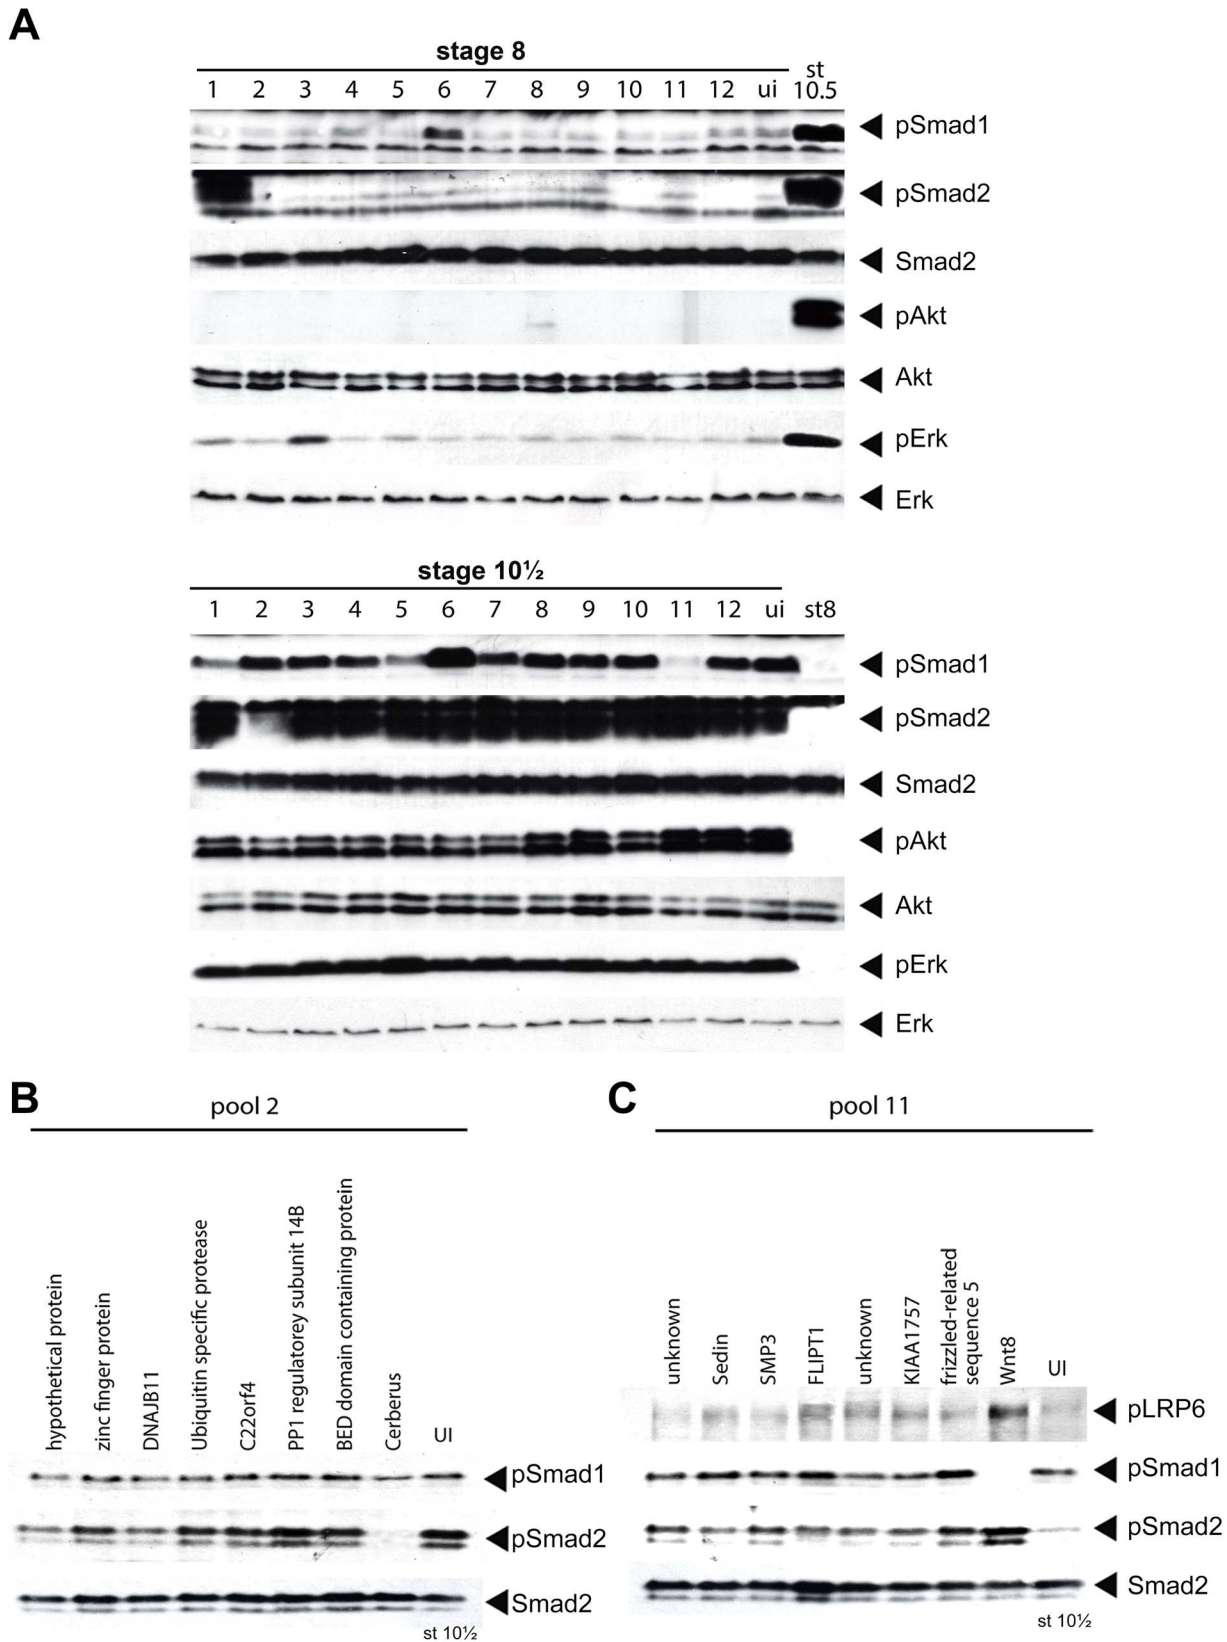 A
stage 8
st
1 2 3 4 5 6 7 8 9 10 11 12 ui 10.5
pSmad1
pSmad2
Smad2
pAkt
Akt
pErk
Erk
stage 10½
1 2 3 4 5 6 7 8 9 10 11 12 ui st8
pSmad1
pSmad2
Smad2
pAkt
Akt
pErk
Erk
B
pool 2
hypothetical protein
zinc finger protein
DNAJB11
Ubiquitin specific protease
C22orf4
PP1 regulatorey subunit 14B
BED domain containing protein
Cerberus
UI
pSmad1
pSmad2
Smad2
st 10½
C
pool 11
unknown
Sedin
SMP3
FLIPT1
unknown
KIAA1757
frizzled-related
sequence 5
Wnt8
UI
pLRP6
pSmad1
pSmad2
Smad2
st 10½